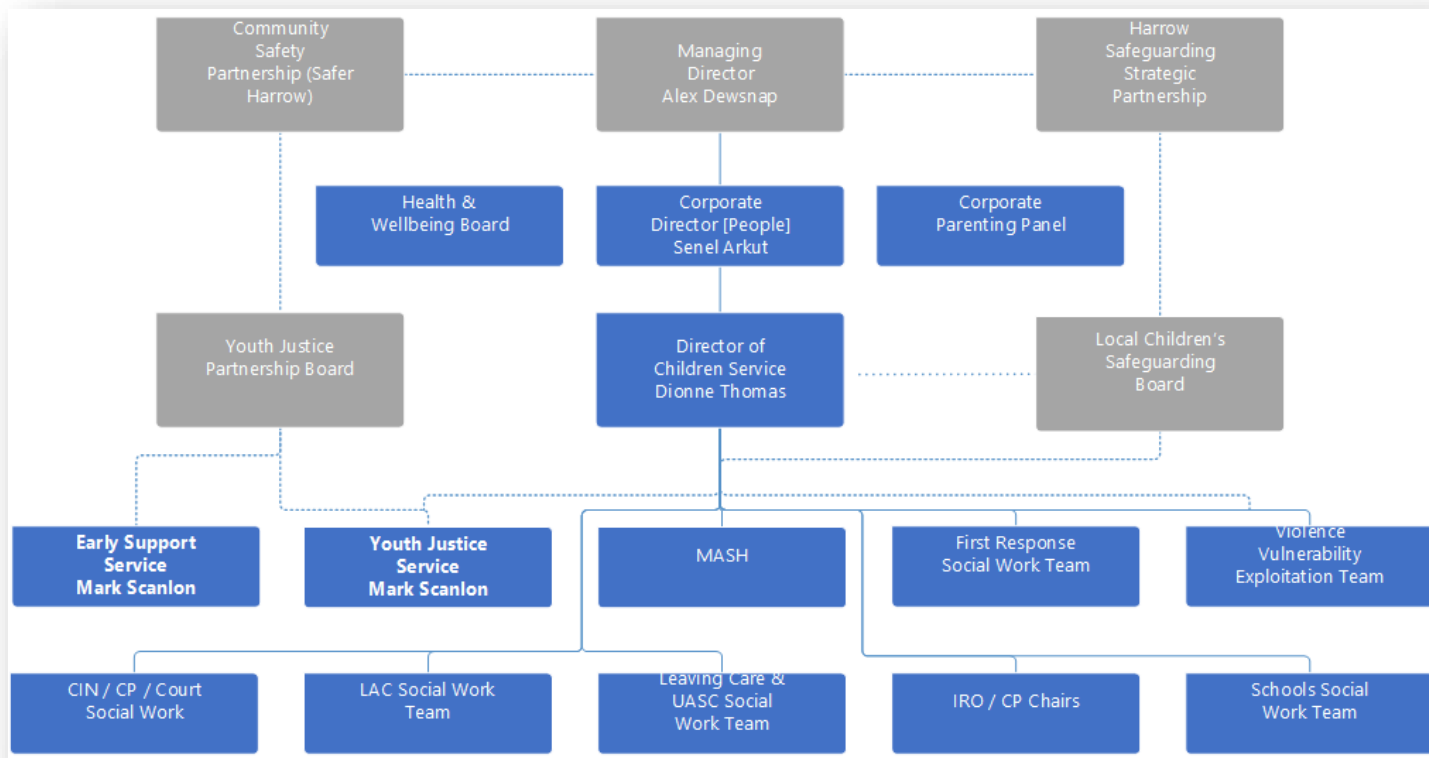 Community
Safety
Partnership (Safer
Harrow)
Managing
Director
Alex Dewsnap
Harrow
Safeguarding
Strategic
Partnership
Health &
Wellbeing Board
Corporate
Director [People]
Senel Arkut
Corporate
Parenting Panel
Youth Justice
Partnership Board
Director of
Children Service
Dionne Thomas
Local Children's
Safeguarding
Board
Early Support
Service
Mark Scanlon
Youth Justice
Service
Mark Scanlon
MASH
First Response
Social Work Team
Violence
Vulnerability
Exploitation Team
CIN / CP / Court
Social Work
LAC Social Work
Team
Leaving Care &
UASC Social
Work Team
IRO / CP Chairs
Schools Social
Work Team